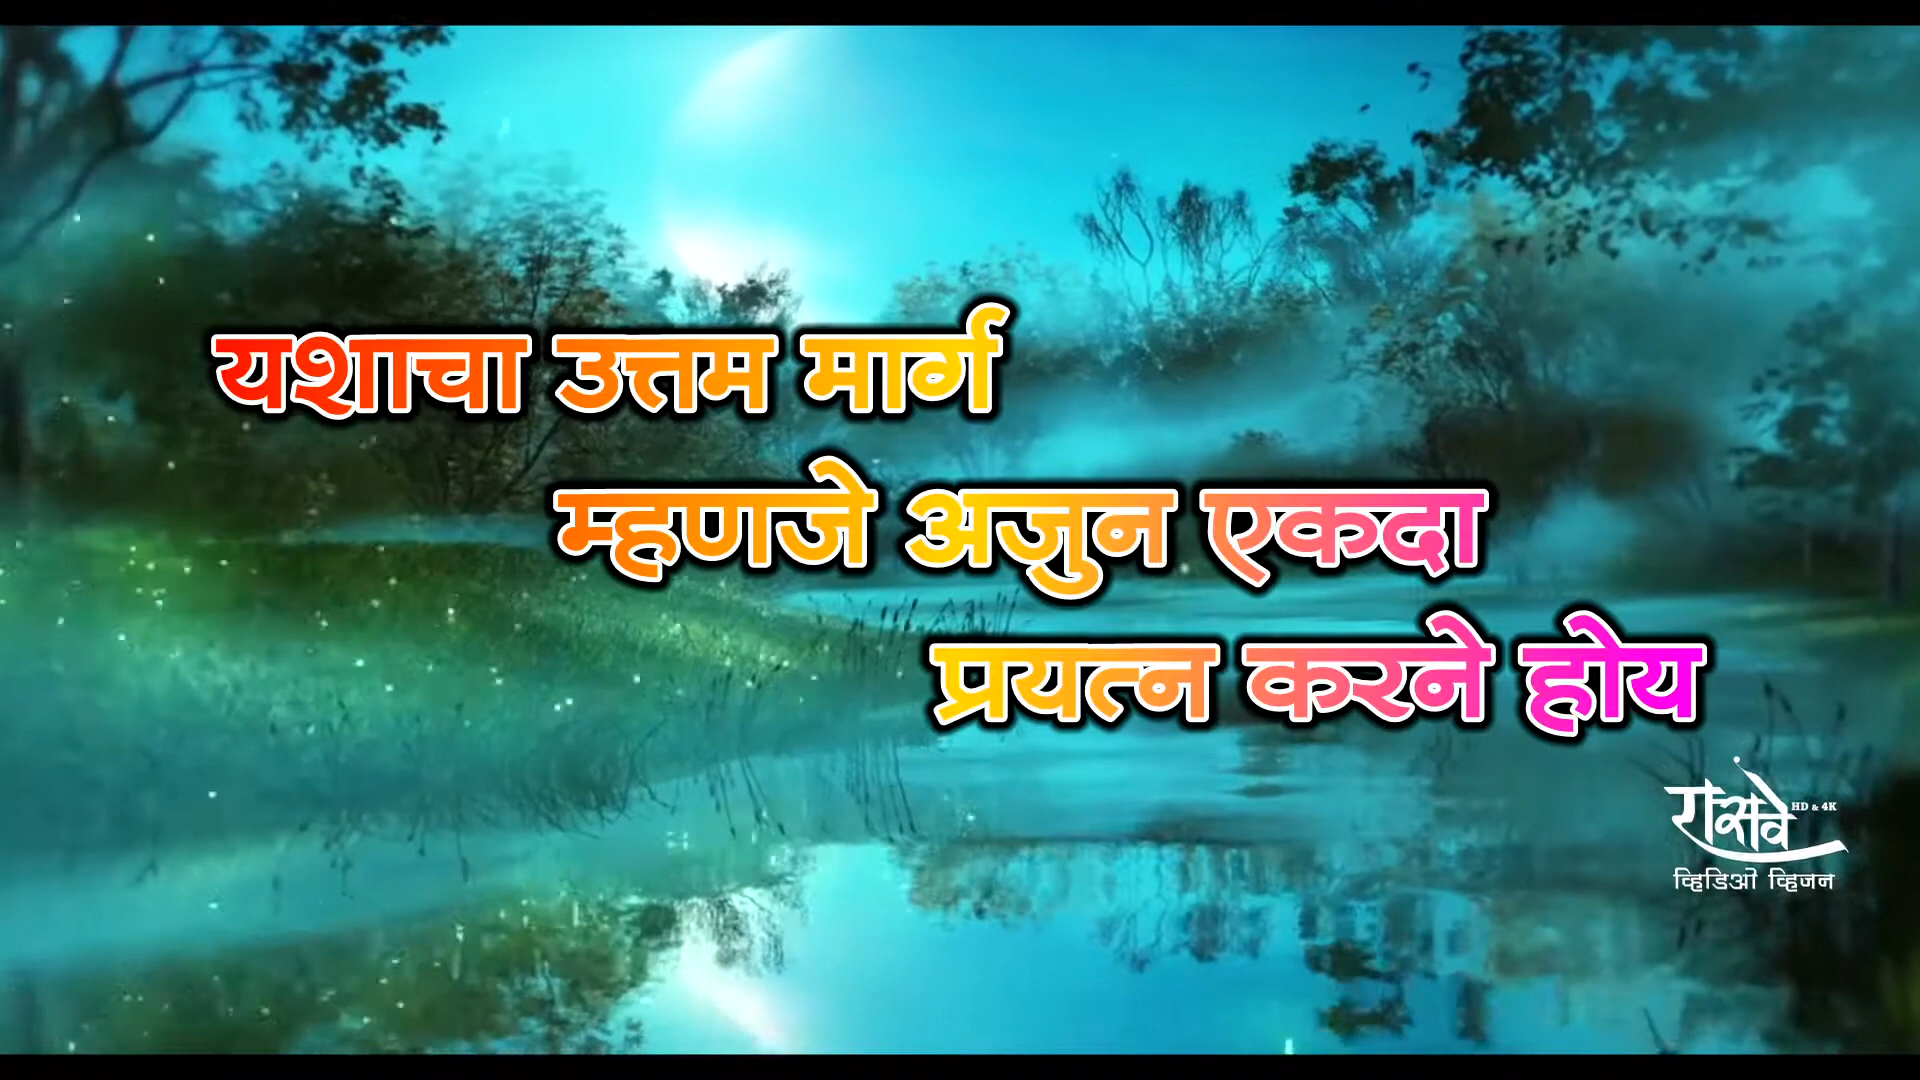 यशाचा उत्तम मार्ग
म्हणजे अजुन एकदा
प्रयत्न करने होय
रासवे
HD & 4K
व्हिडिओ व्हिजन